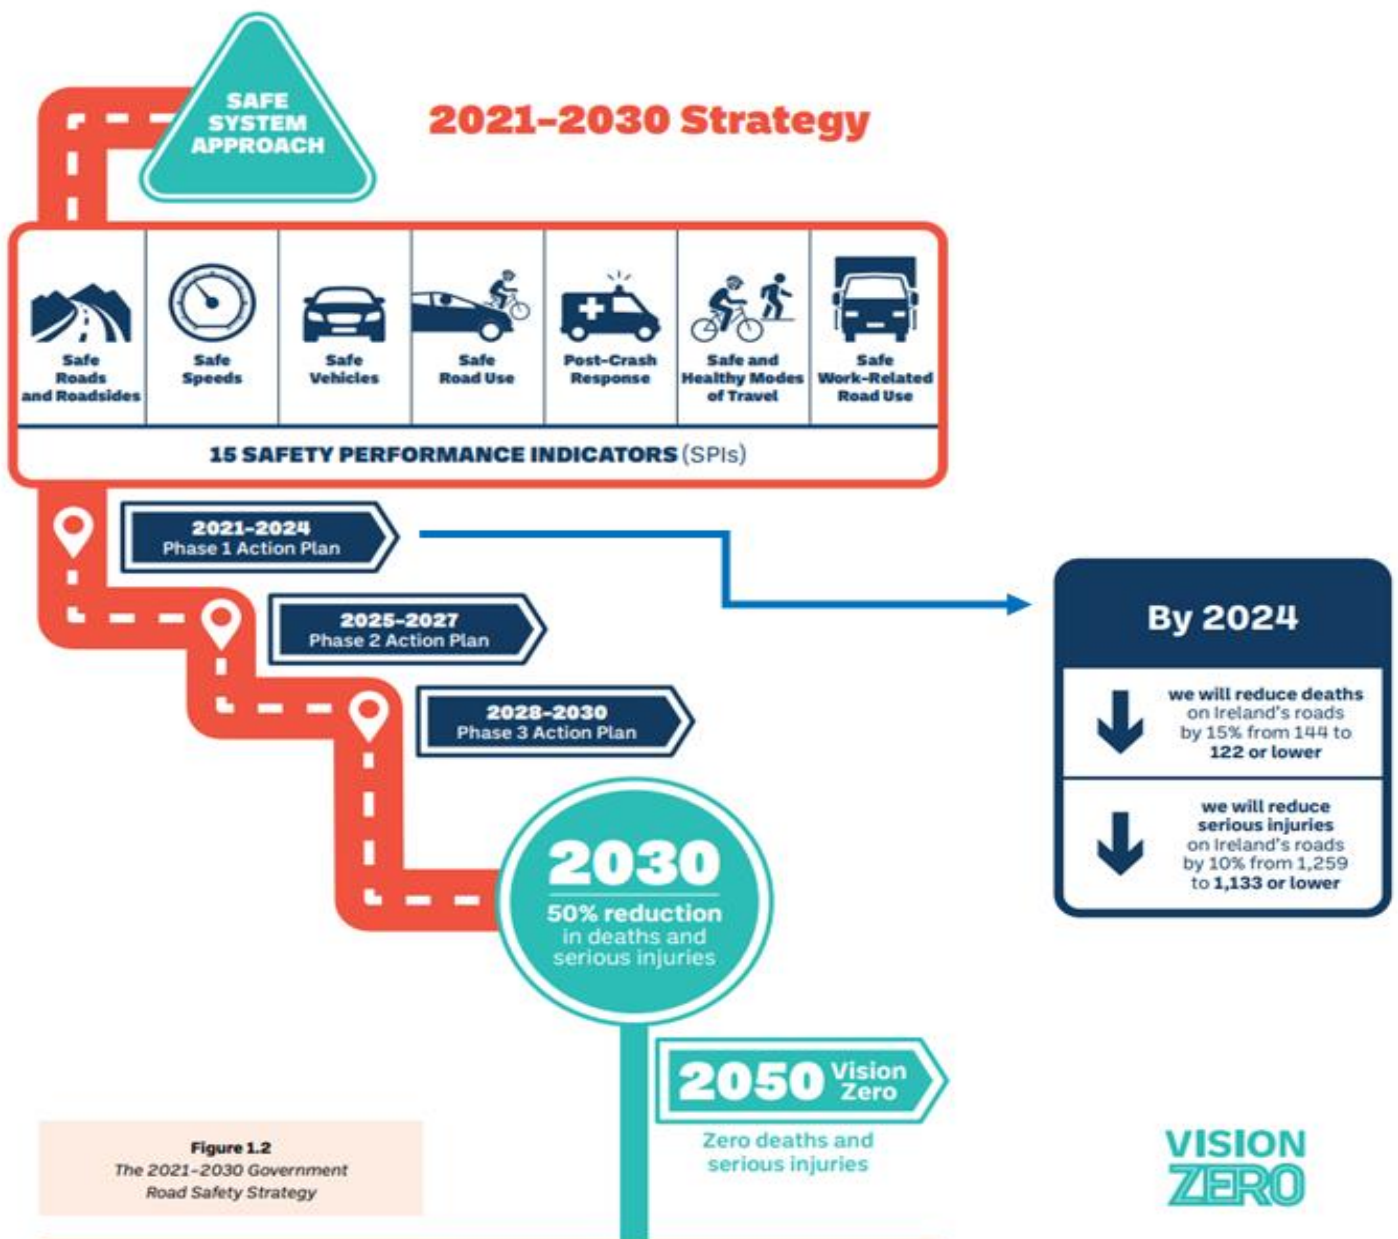 SAFE
SYSTEM
APPROACH
2021–2030 Strategy
Safe
Roads
and Roadsides
Safe
Speeds
Safe
Vehicles
Safe
Road Use
Post-Crash
Response
Safe and
Healthy Modes
of Travel
Safe
Work-Related
Road Use
15 SAFETY PERFORMANCE INDICATORS (SPIs)
2021–2024
Phase 1 Action Plan
2025–2027
Phase 2 Action Plan
2028–2030
Phase 3 Action Plan
By 2024
we will reduce deaths
on Ireland's roads
by 15% from 144 to
122 or lower
we will reduce
serious injuries
on Ireland's roads
by 10% from 1,259
to 1,133 or lower
2030
50% reduction
in deaths and
serious injuries
2050 Vision
Zero
Zero deaths and
serious injuries
Figure 1.2
The 2021–2030 Government
Road Safety Strategy
VISION
ZERO